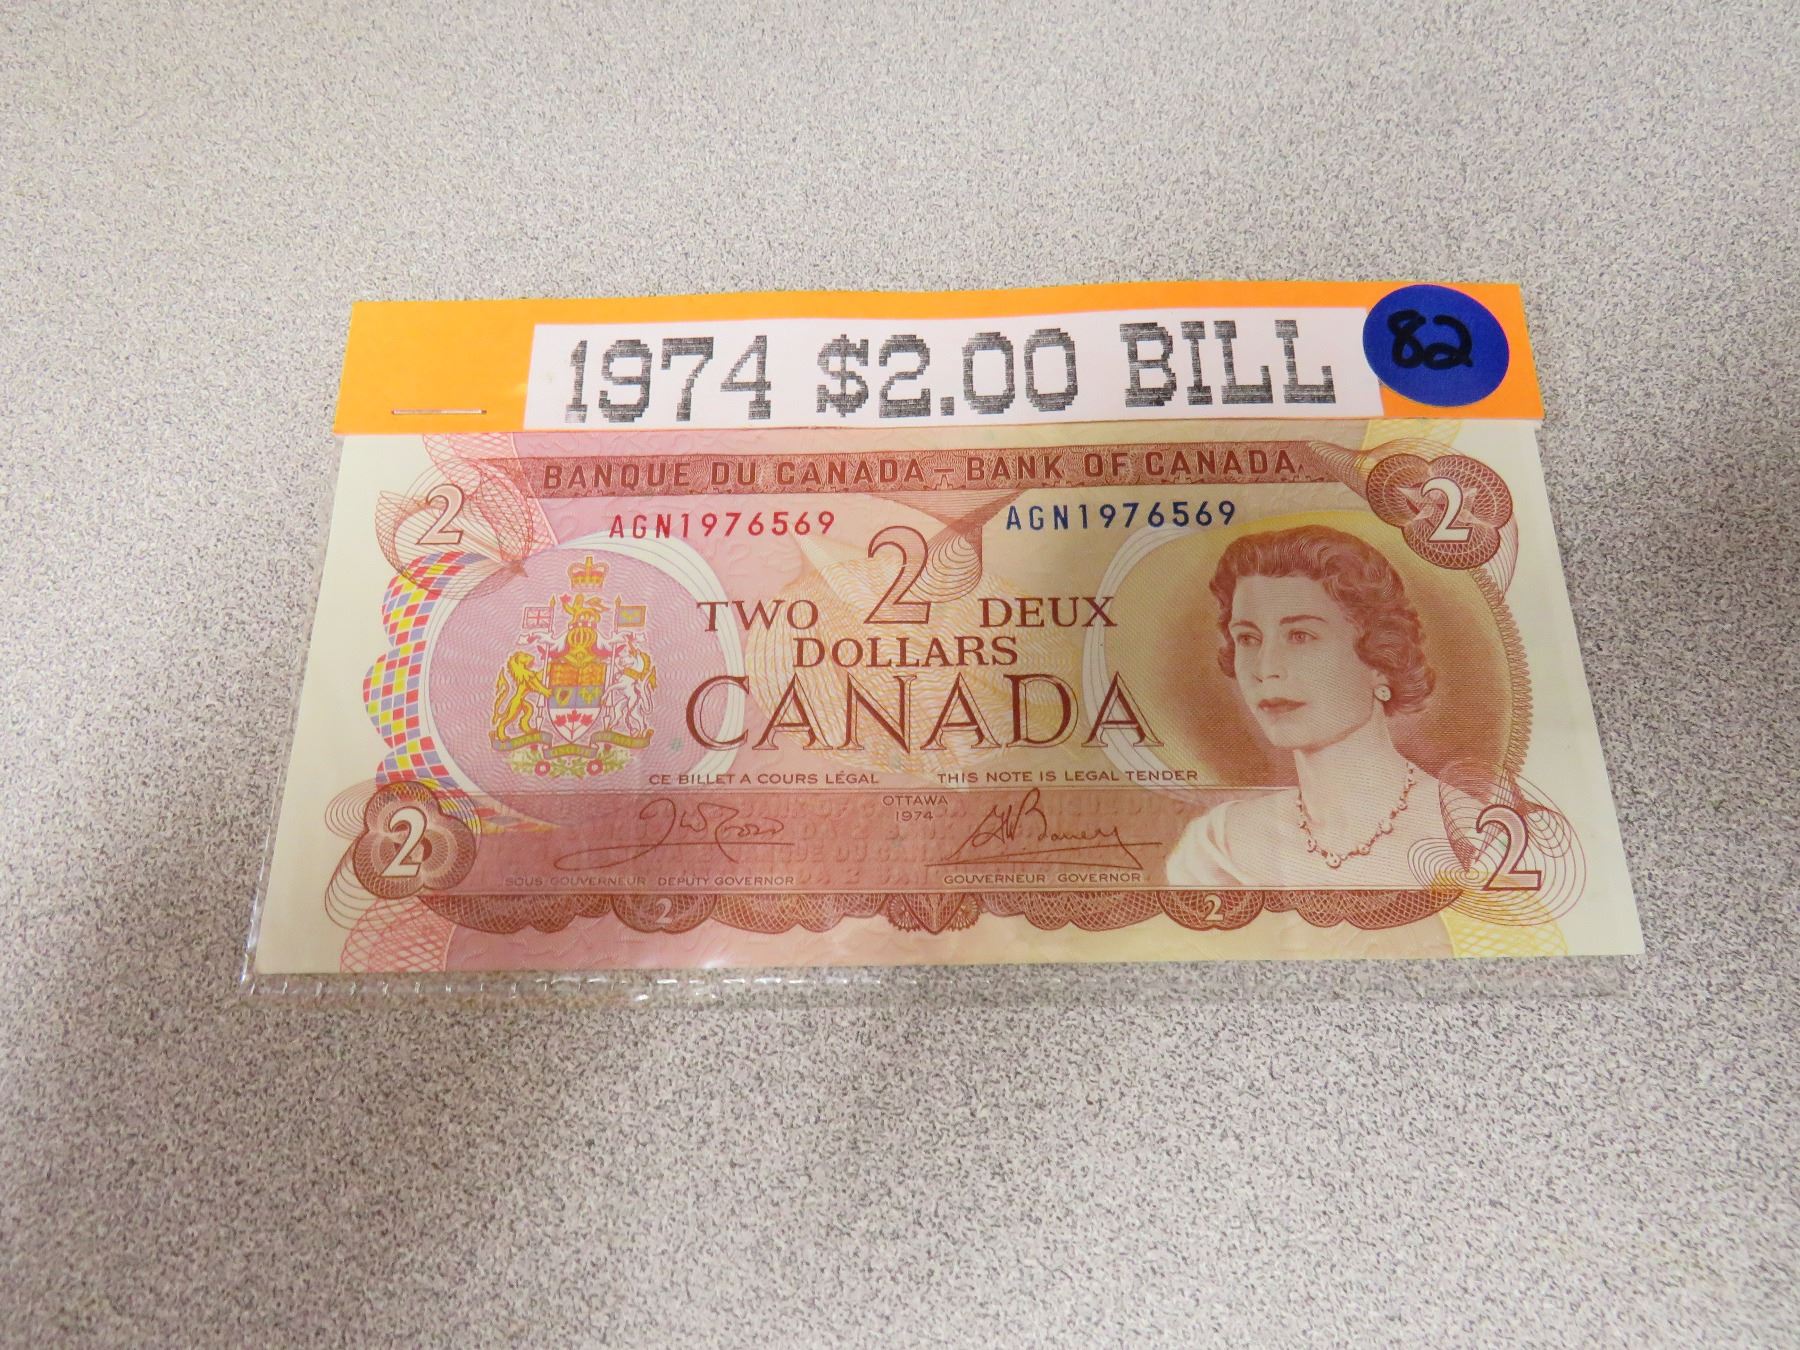 1974 $2.00 BILL
82
BANQUE DU CANADA – BANK OF CANADA
2 2
AGN1976569 AGN1976569
2
TWO DEUX
DOLLARS
CANADA
CE BILLET A COURS LÉGAL THIS NOTE IS LEGAL TENDER
OTTAWA
1974
2 2
SOUS-GOUVERNEUR DEPUTY GOVERNOR GOUVERNEUR GOVERNOR
2 2